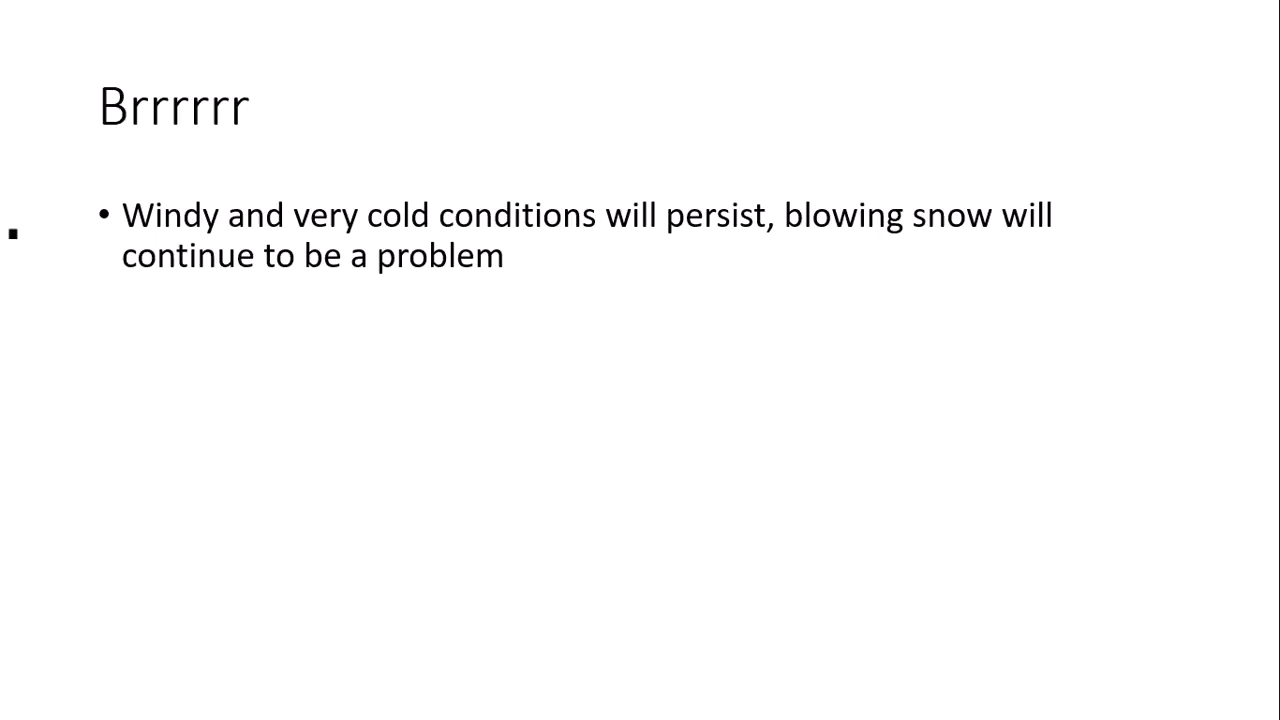 Brrrrrr
• Windy and very cold conditions will persist, blowing snow will
continue to be a problem